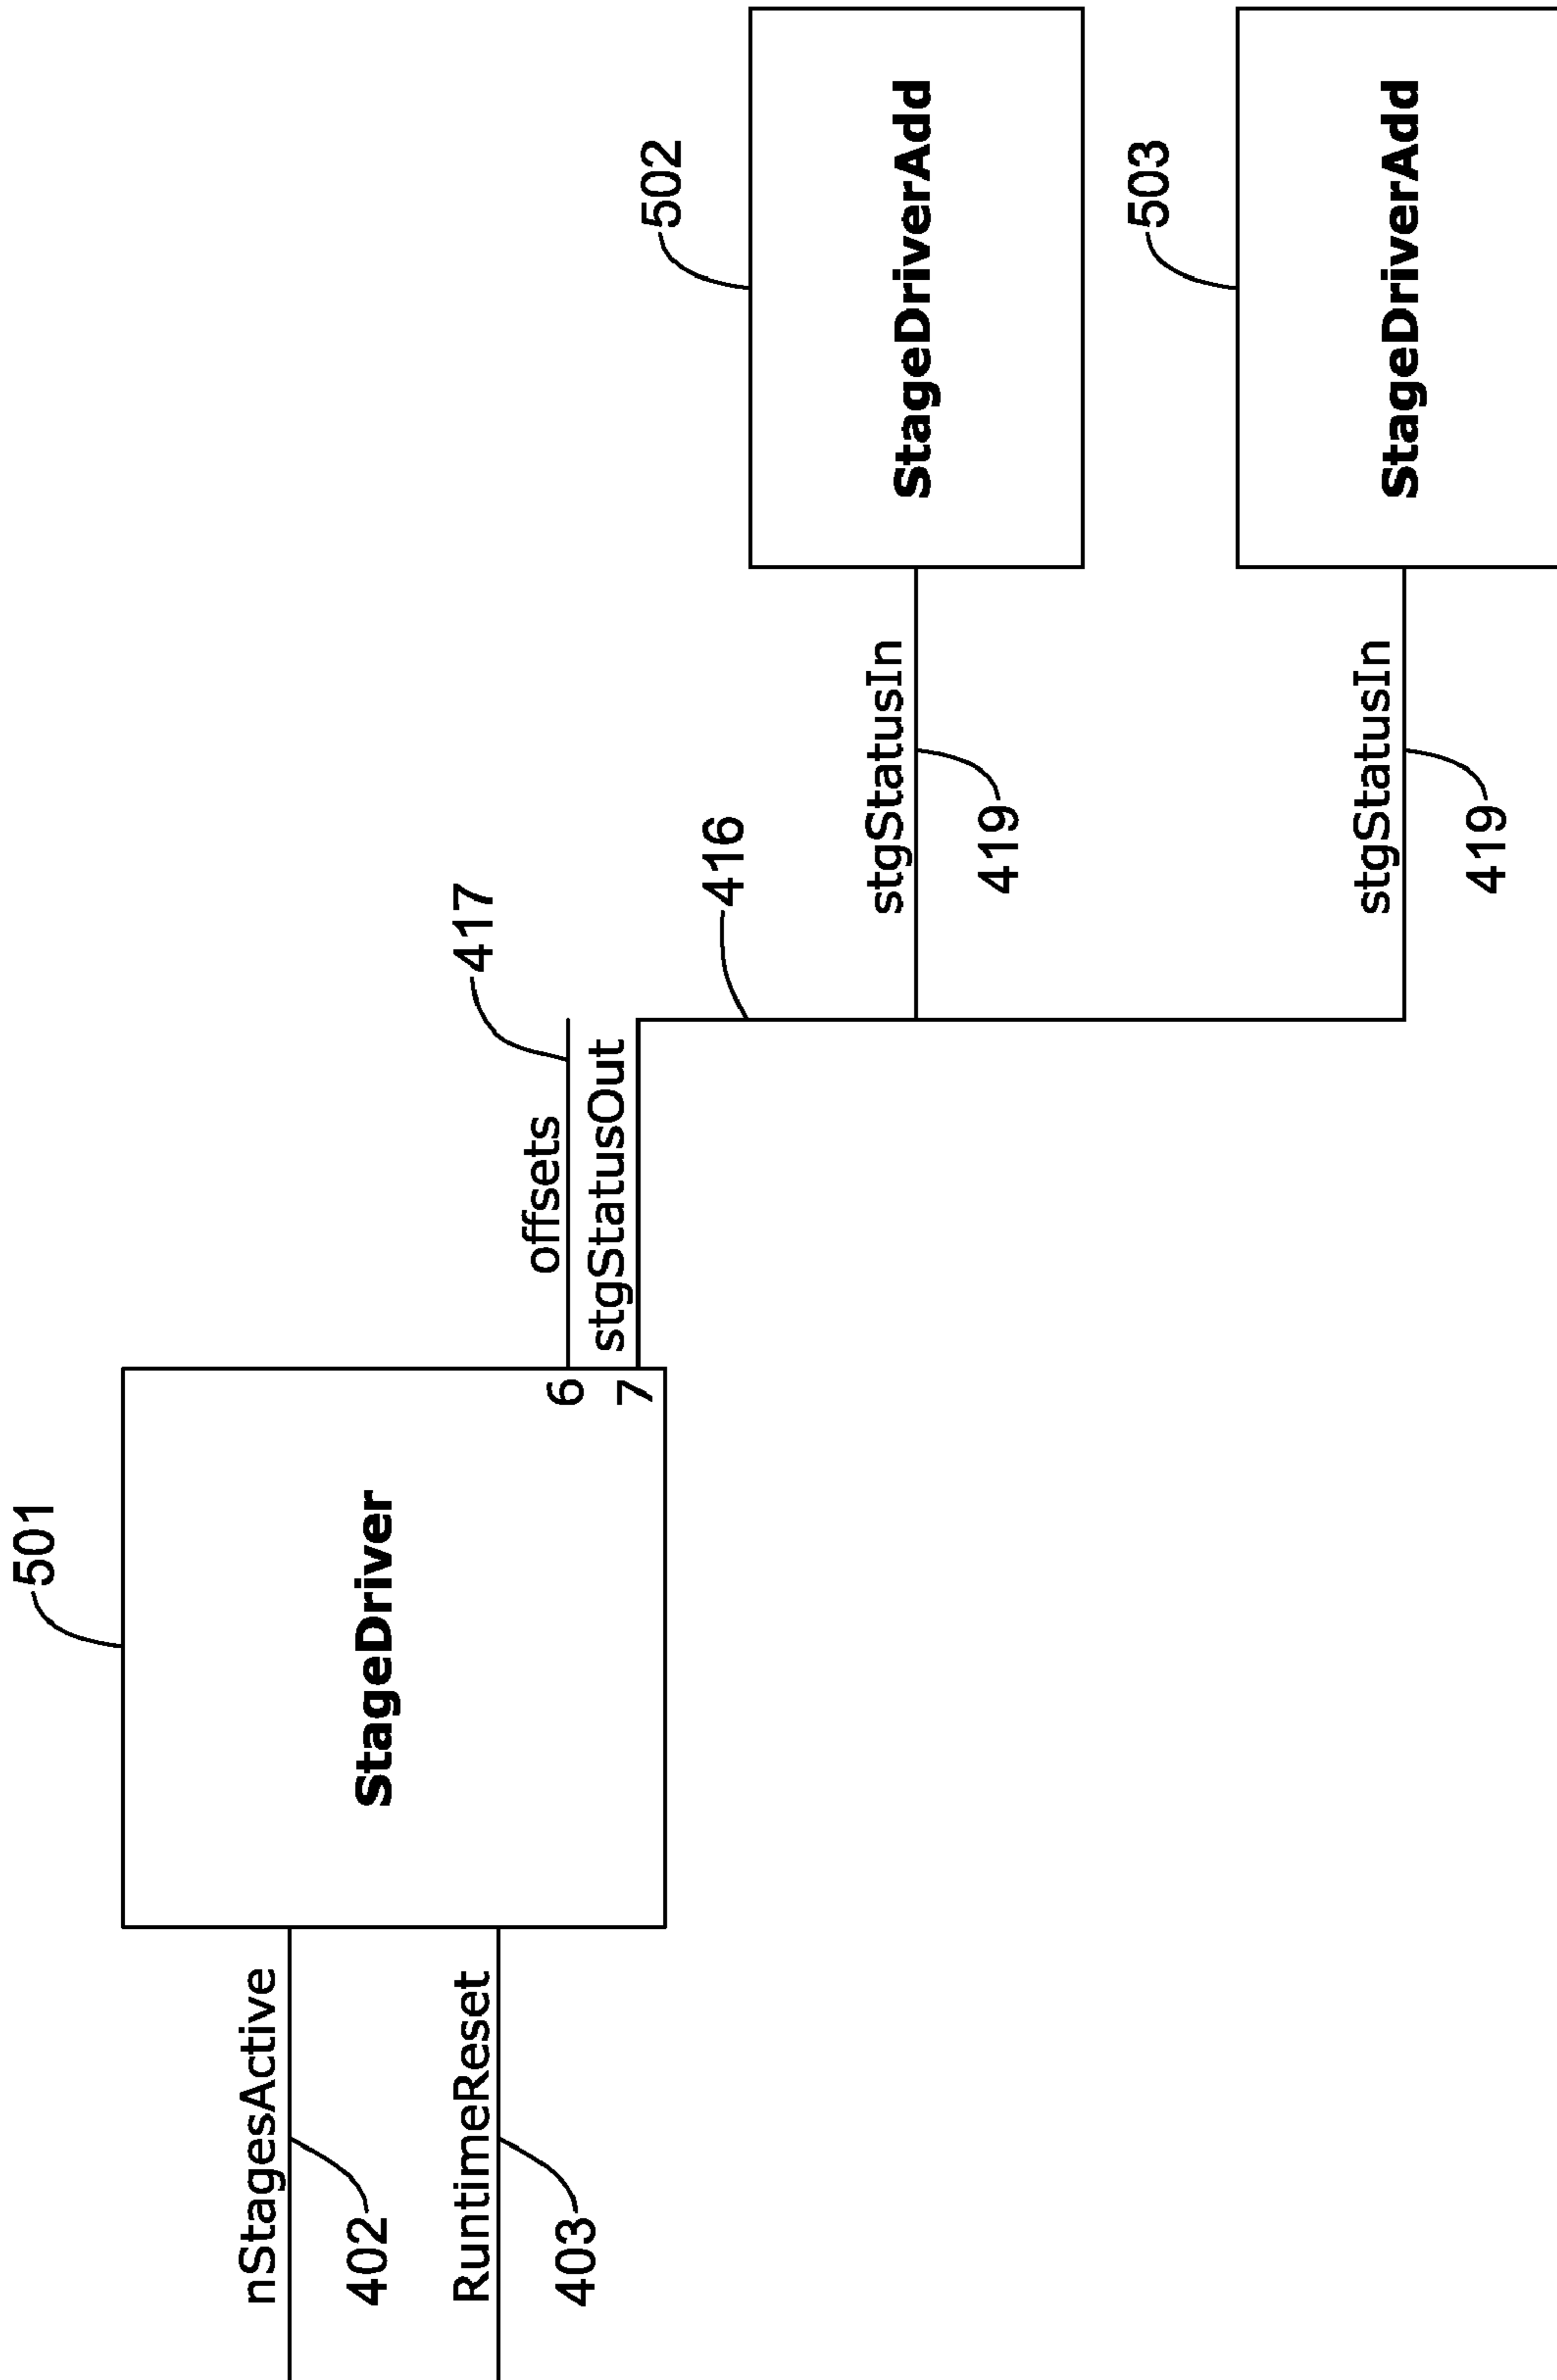 501
StageDriver
nStagesActive
402
RuntimeReset
403
6
7
offsets
417
stgStatusOut
416
502
StageDriverAdd
stgStatusIn
419
503
StageDriverAdd
stgStatusIn
419